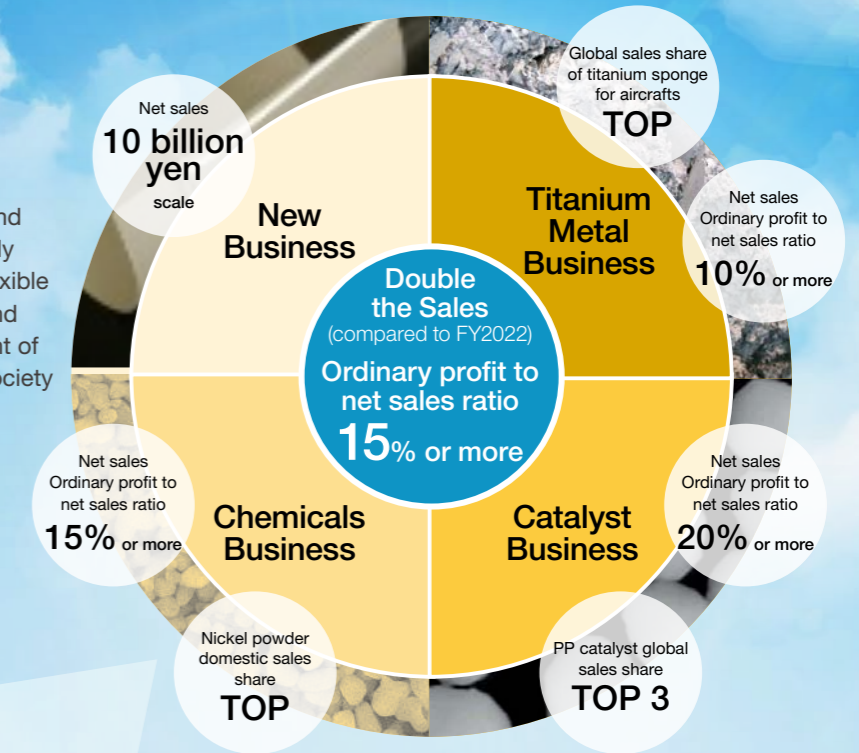 Global sales share
of titanium sponge
for aircrafts
TOP
Net sales
10 billion
yen
scale
Net sales
Ordinary profit to
net sales ratio
10% or more
Titanium
Metal
Business
New
Business
Double
the Sales
(compared to FY2022)
Ordinary profit to
net sales ratio
15% or more
Net sales
Ordinary profit to
net sales ratio
15% or more
Chemicals
Business
Catalyst
Business
Net sales
Ordinary profit to
net sales ratio
20% or more
Nickel powder
domestic sales
share
TOP
PP catalyst global
sales share
TOP 3
of